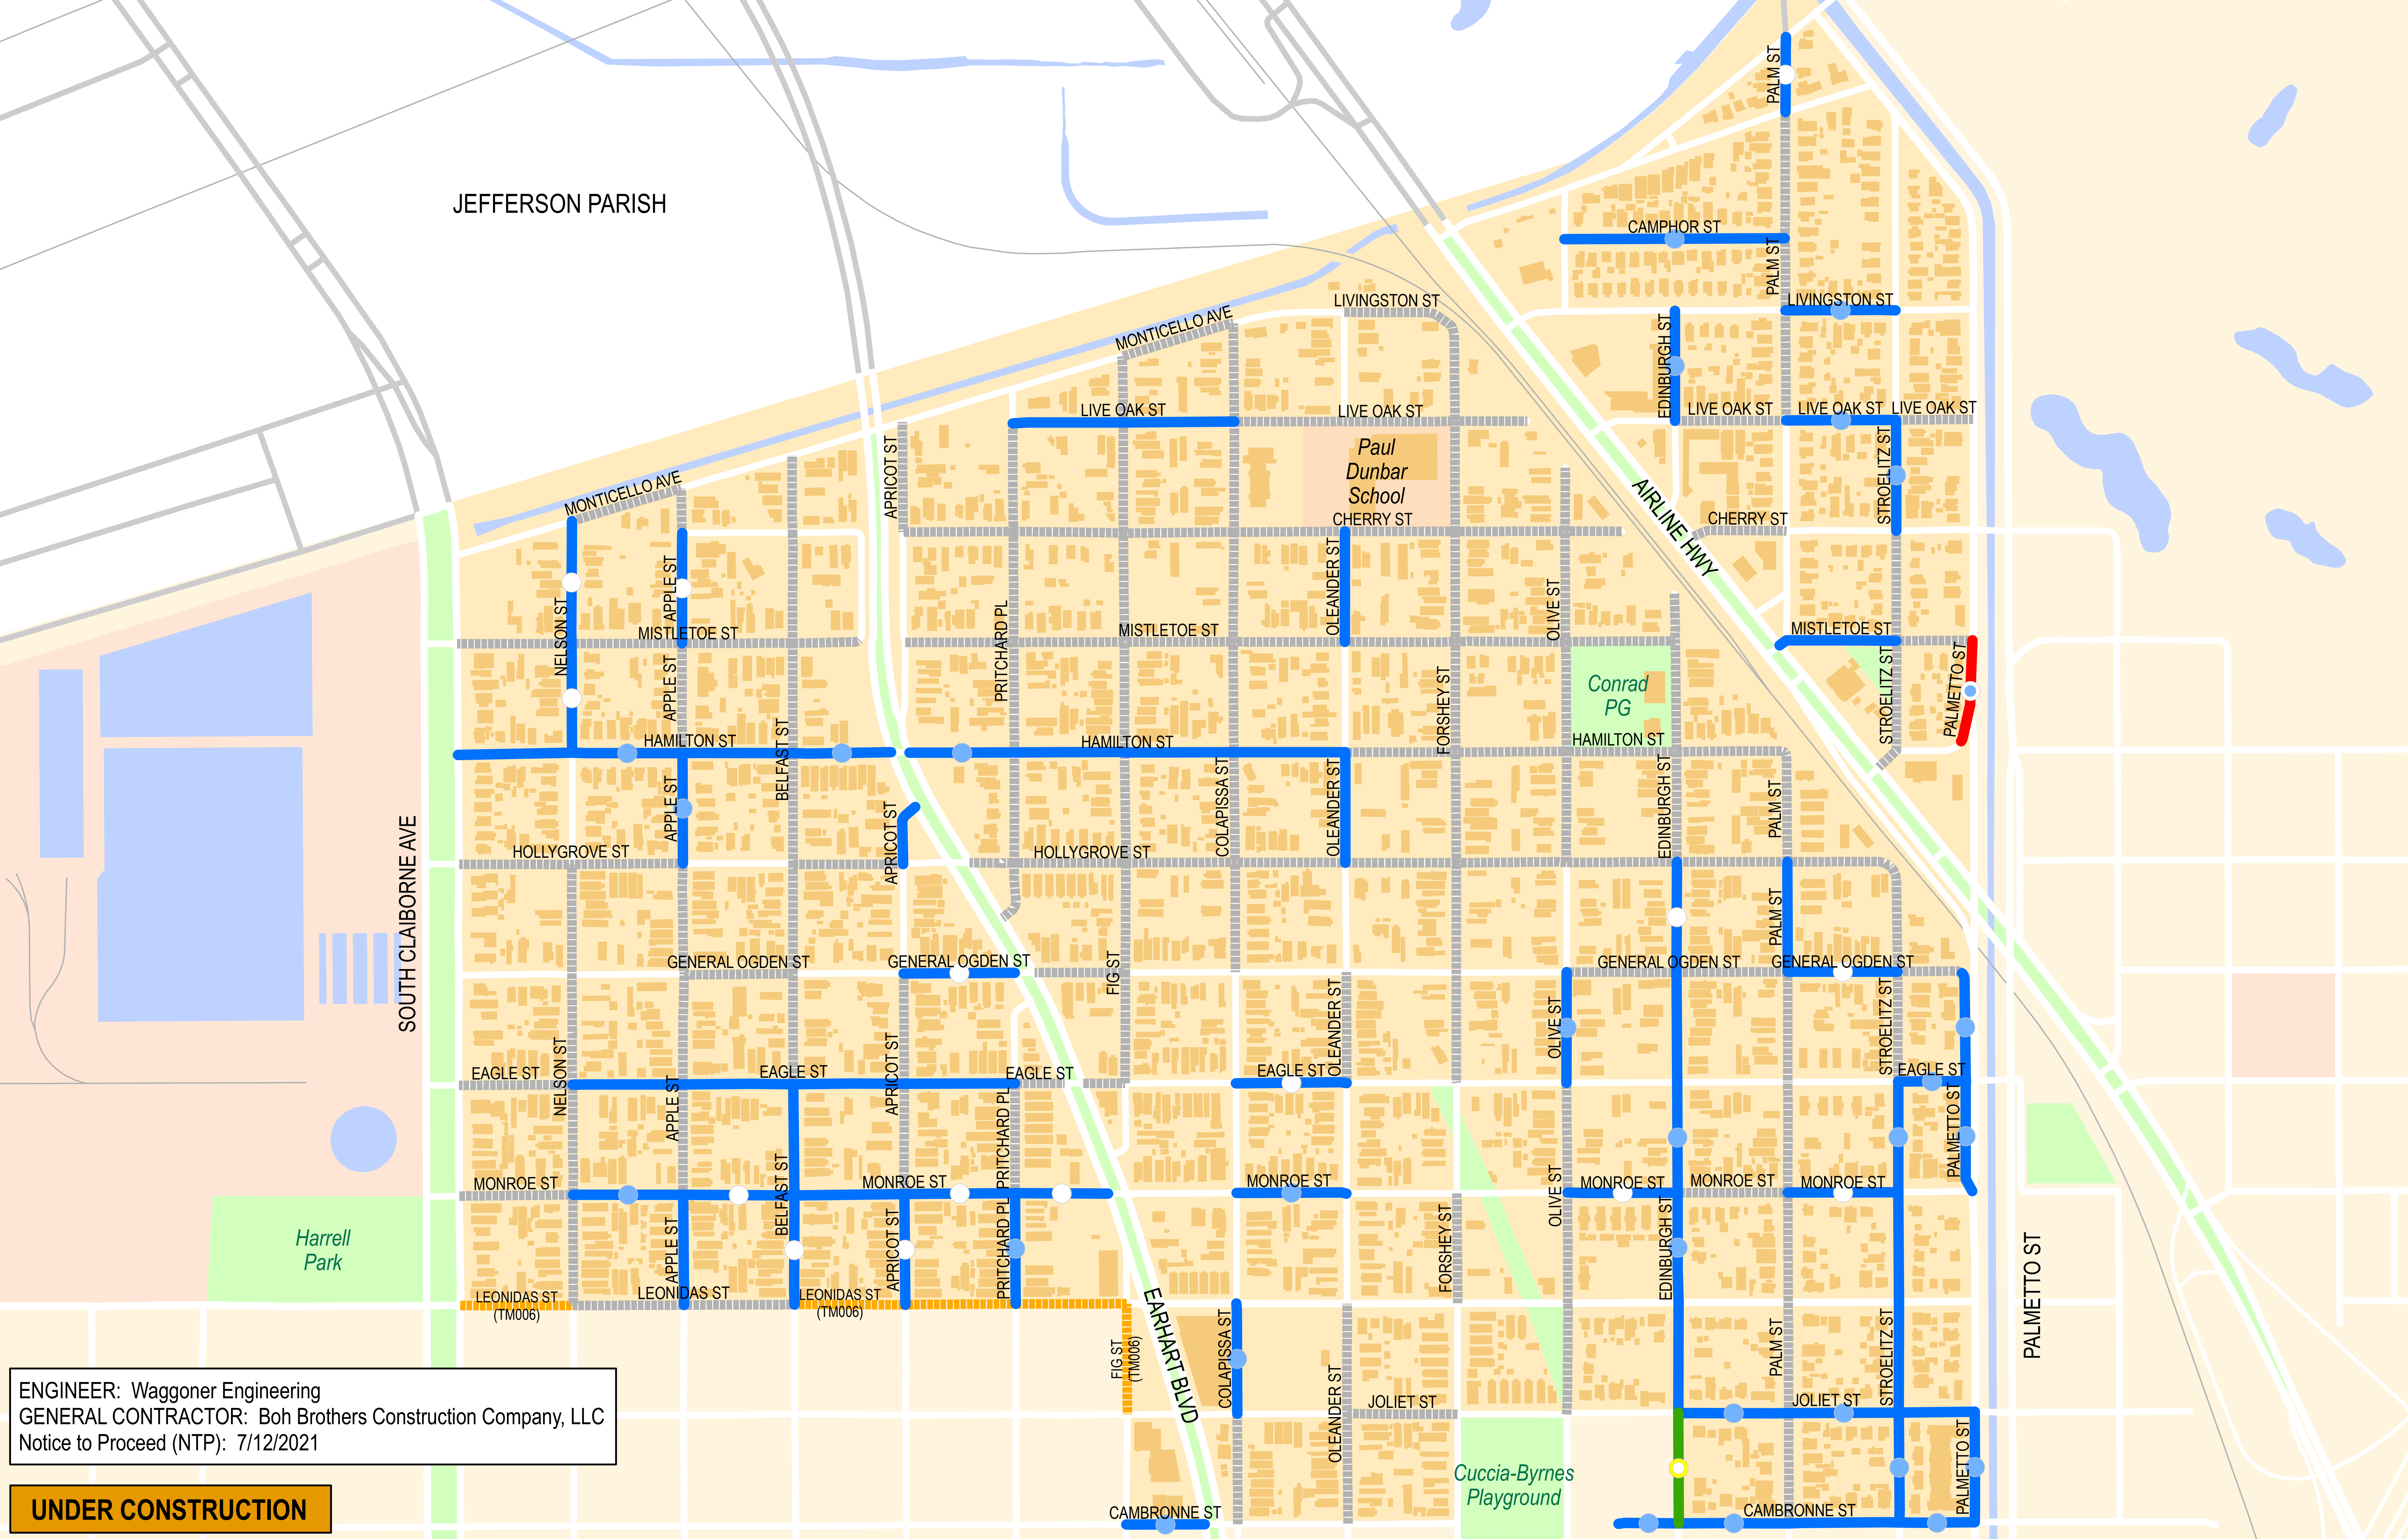 PALM ST
JEFFERSON PARISH
CAMPHOR ST
PALM ST
LIVINGSTON ST
LIVINGSTON ST
MONTICELLO AVE
EDINBURGH ST
LIVE OAK ST
LIVE OAK ST
LIVE OAK ST
LIVE OAK ST
LIVE OAK ST
Paul
Dunbar
School
APRICOT ST
STROELITZ ST
MONTICELLO AVE
AIRLINE HWY
CHERRY ST
CHERRY ST
OLEANDER ST
APPLE ST
NELSON ST
OLIVE ST
PRITCHARD PL
MISTLETOE ST
MISTLETOE ST
MISTLETOE ST
APPLE ST
STROELITZ ST
PALMETTO ST
Conrad
PG
FORSHEY ST
HAMILTON ST
HAMILTON ST
HAMILTON ST
BELFAST ST
APPLE ST
APRICOT ST
COLAPISSA ST
OLEANDER ST
EDINBURGH ST
PALM ST
HOLLYGROVE ST
HOLLYGROVE ST
SOUTH CLAIBORNE AVE
PALM ST
GENERAL OGDEN ST
GENERAL OGDEN ST
GENERAL OGDEN ST
GENERAL OGDEN ST
FIG ST
OLEANDER ST
OLIVE ST
STROELITZ ST
NELSON ST
APRICOT ST
EAGLE ST
EAGLE ST
EAGLE ST
EAGLE ST
EAGLE ST
APPLE ST
PRITCHARD PL
PALMETTO ST
BELFAST ST
MONROE ST
MONROE ST
MONROE ST
MONROE ST
MONROE ST
MONROE ST
OLIVE ST
APPLE ST
APRICOT ST
PRITCHARD PL
FORSHEY ST
EDINBURGH ST
PALMETTO ST
Harrell
Park
LEONIDAS ST
(TM006)
LEONIDAS ST
LEONIDAS ST
(TM006)
FIG ST
(TM006)
EARHART BLVD
COLAPISSA ST
OLEANDER ST
PALM ST
STROELITZ ST
JOLIET ST
JOLIET ST
PALMETTO ST
Cuccia-Byrnes
Playground
CAMBRONNE ST
CAMBRONNE ST
ENGINEER: Waggoner Engineering
GENERAL CONTRACTOR: Boh Brothers Construction Company, LLC
Notice to Proceed (NTP): 7/12/2021
UNDER CONSTRUCTION